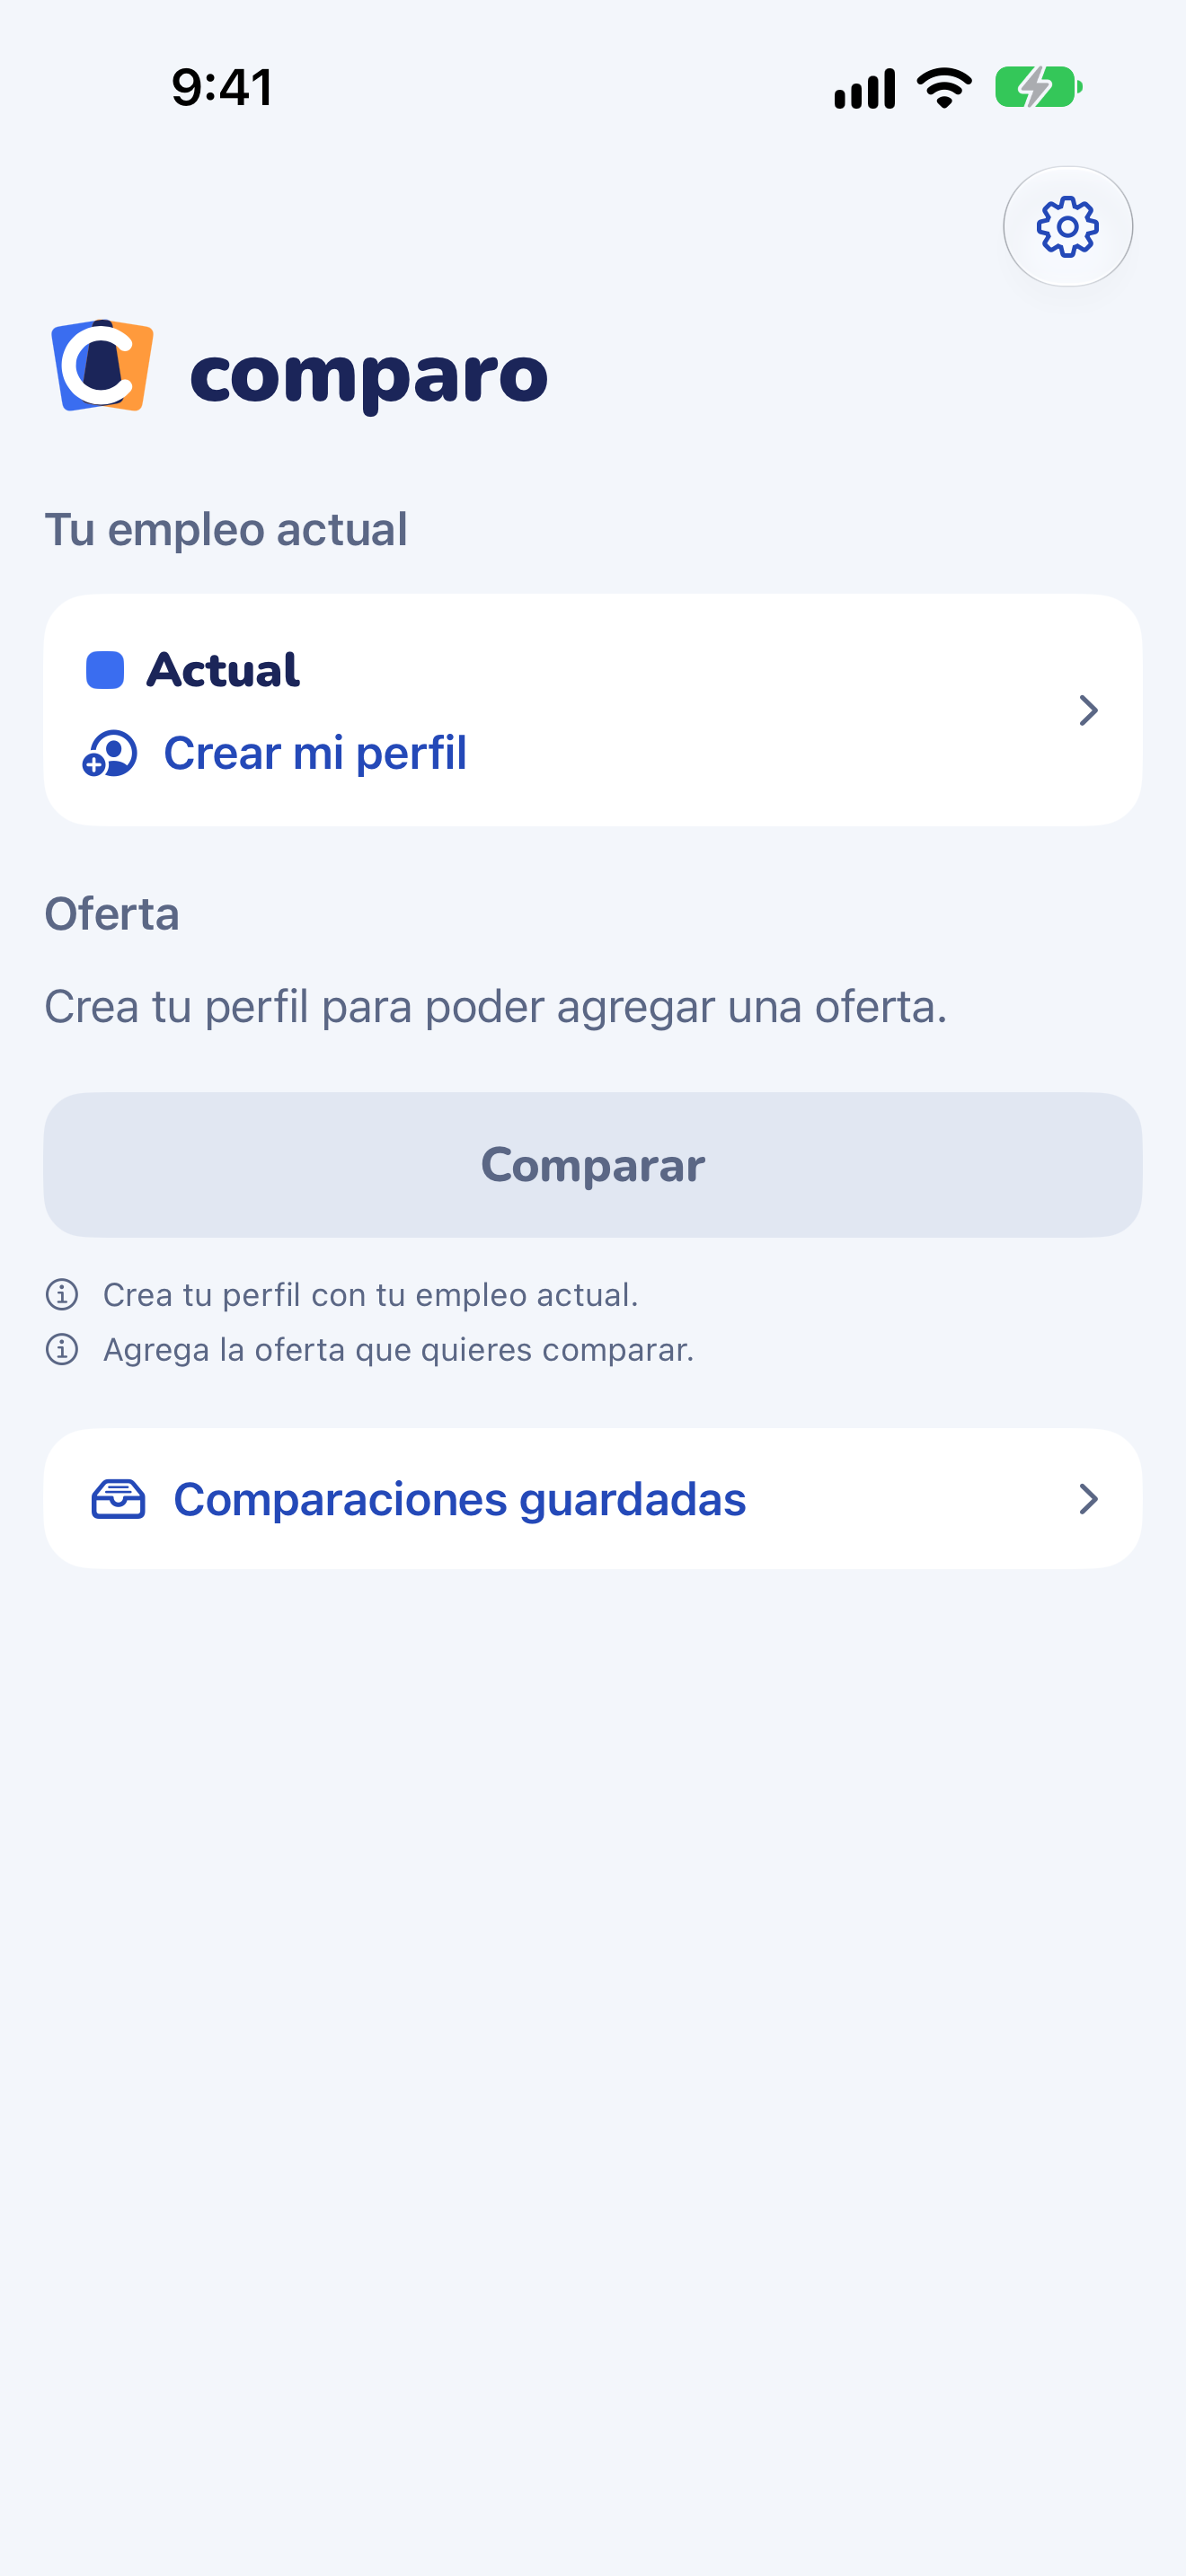 9:41
comparo
Tu empleo actual
Actual
Crear mi perfil
Oferta
Crea tu perfil para poder agregar una oferta.
Comparar
Crea tu perfil con tu empleo actual.
Agrega la oferta que quieres comparar.
Comparaciones guardadas